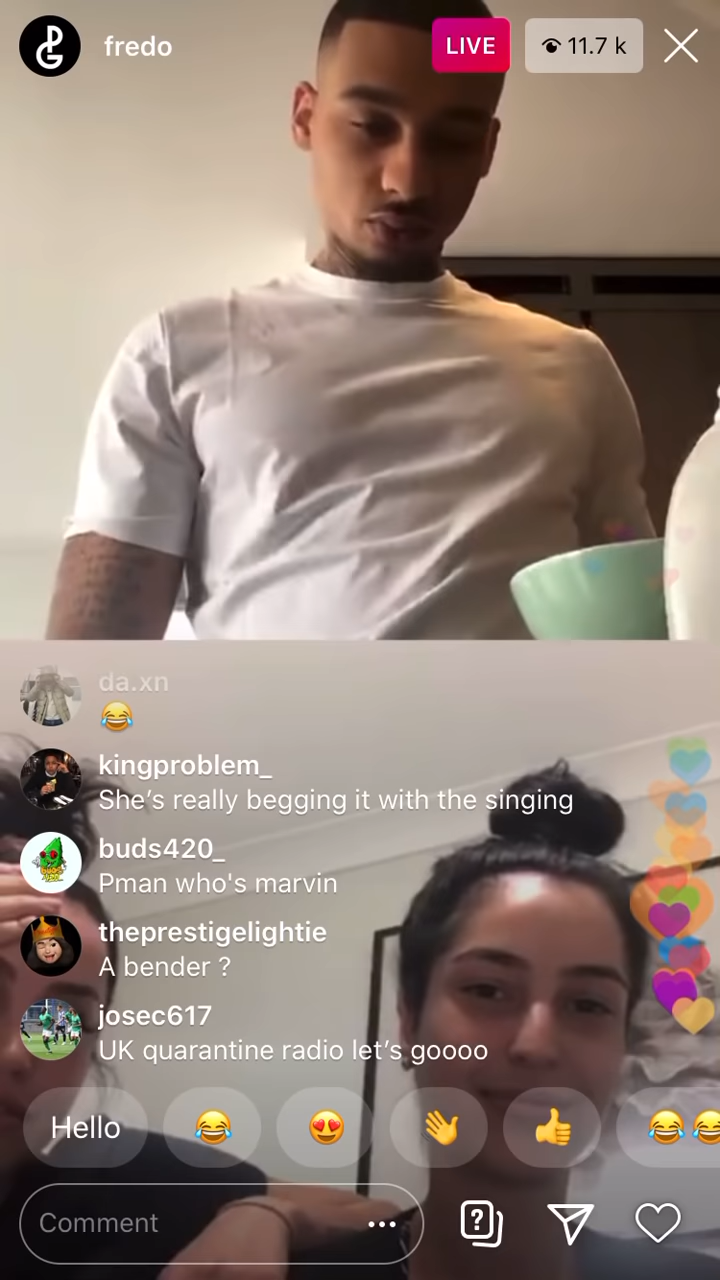 fredo
LIVE
11.7 k
da.xn
😂
kingproblem_
She’s really begging it with the singing
buds420_
Pman who's marvin
theprestigelightie
A bender ?
josec617
UK quarantine radio let’s goooo
Hello 😂 😍 👋 👍 😂😂
Comment